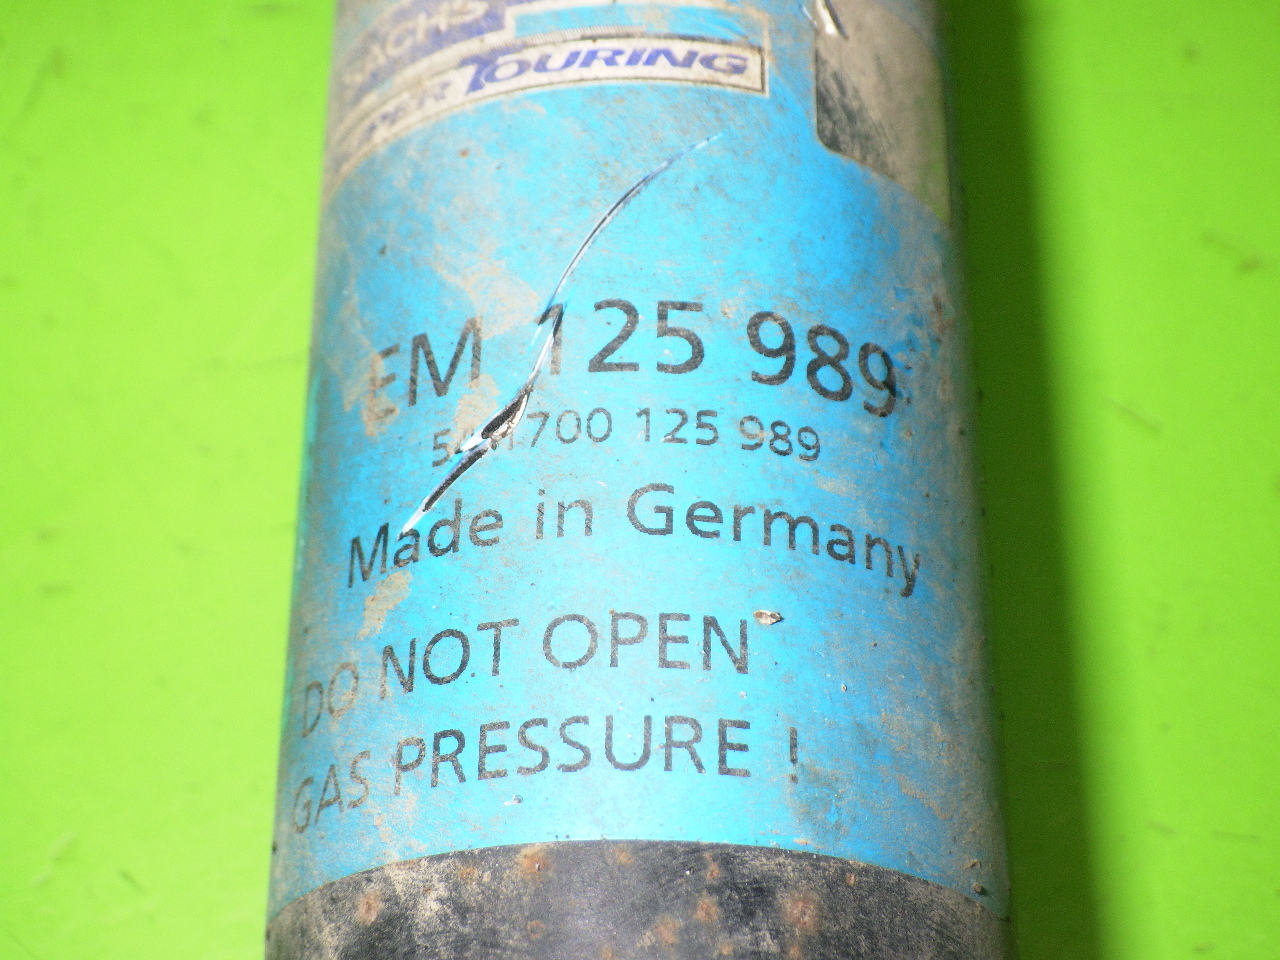 SACHS
TOURING
EM 125 989
700 125 989
Made in Germany
DO NOT OPEN
GAS PRESSURE !